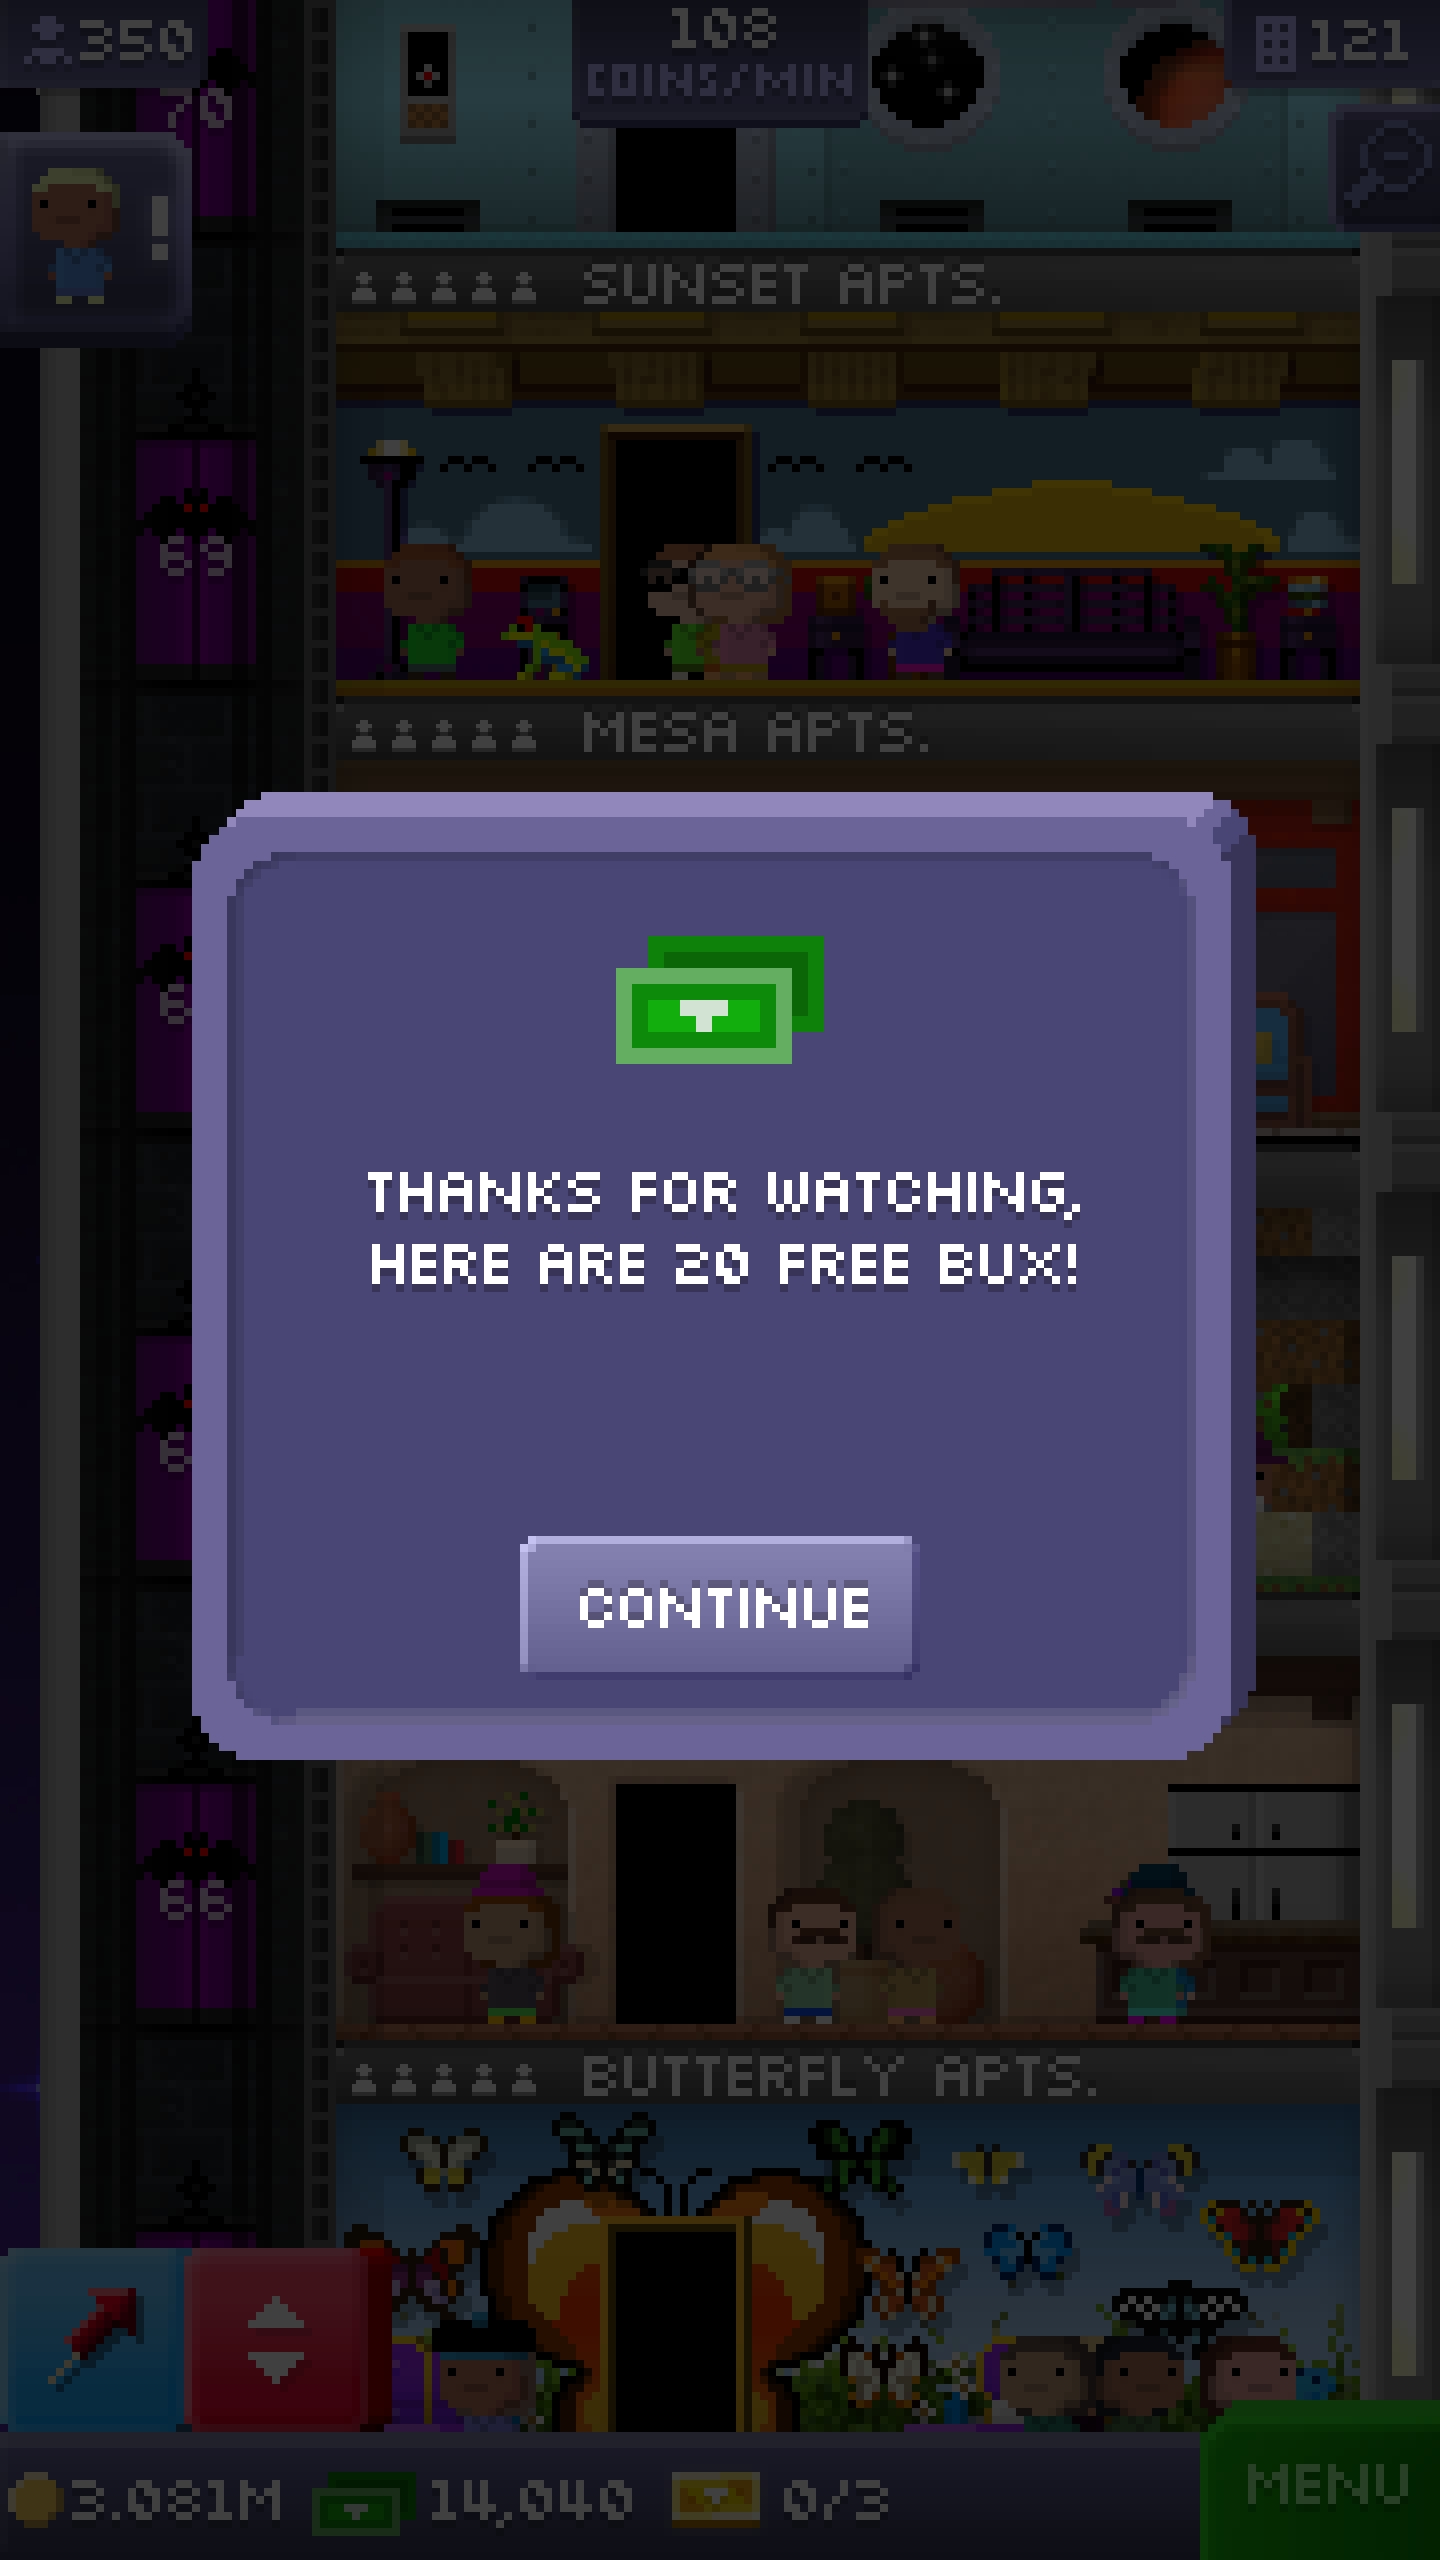 350
108
COINS/MIN
121
70
SUNSET APTS.
69
MESA APTS.
THANKS FOR WATCHING,
HERE ARE 20 FREE BUX!
CONTINUE
66
BUTTERFLY APTS.
3.081M
14,040
0/3
MENU